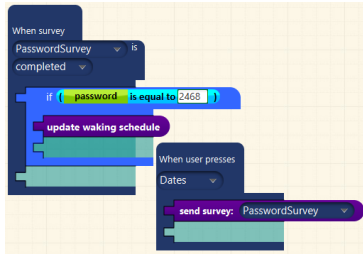 When survey
PasswordSurvey is
completed
if ( password is equal to 2468 )
update waking schedule
When user presses
Dates
send survey: PasswordSurvey